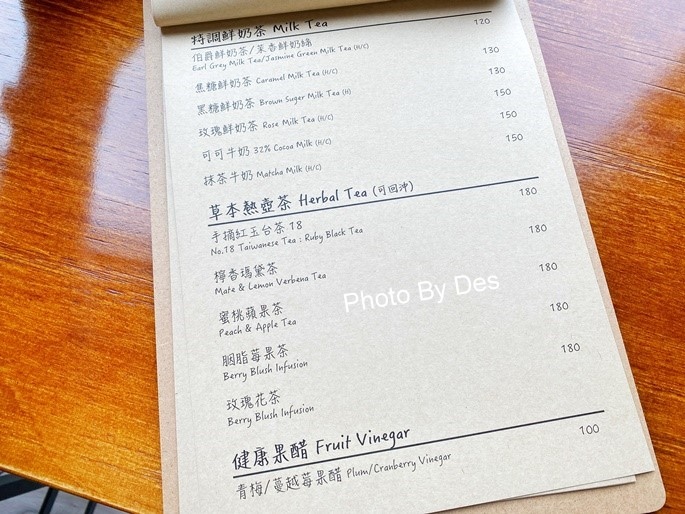 特調鮮奶茶 Milk Tea
伯爵鮮奶茶/茉香鮮奶綠 120
Earl Grey Milk Tea/Jasmine Green Milk Tea (H/C)
焦糖鮮奶茶 Caramel Milk Tea (H/C) 130
黑糖鮮奶茶 Brown Suger Milk Tea (H) 130
玫瑰鮮奶茶 Rose Milk Tea (H/C) 150
可可牛奶 32% Cocoa Milk (H/C) 150
抹茶牛奶 Matcha Milk (H/C) 150
草本熱壺茶 Herbal Tea (可回沖)
手摘紅玉台茶 18 180
No.18 Taiwanese Tea : Ruby Black Tea
檸香瑪黛茶 180
Mate & Lemon Verbena Tea
蜜桃蘋果茶 180
Peach & Apple Tea
胭脂莓果茶 180
Berry Blush Infusion
玫瑰花茶 180
Berry Blush Infusion
健康果醋 Fruit Vinegar
青梅/蔓越莓果醋 Plum/Cranberry Vinegar 100
Photo By Des